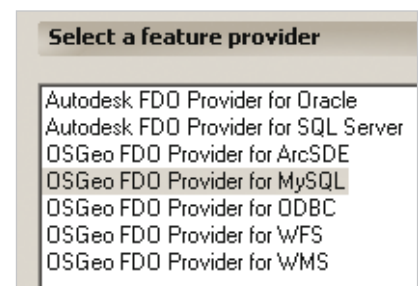 Select a feature provider
Autodesk FDO Provider for Oracle
Autodesk FDO Provider for SQL Server
OSGeo FDO Provider for ArcSDE
OSGeo FDO Provider for MySQL
OSGeo FDO Provider for ODBC
OSGeo FDO Provider for WFS
OSGeo FDO Provider for WMS